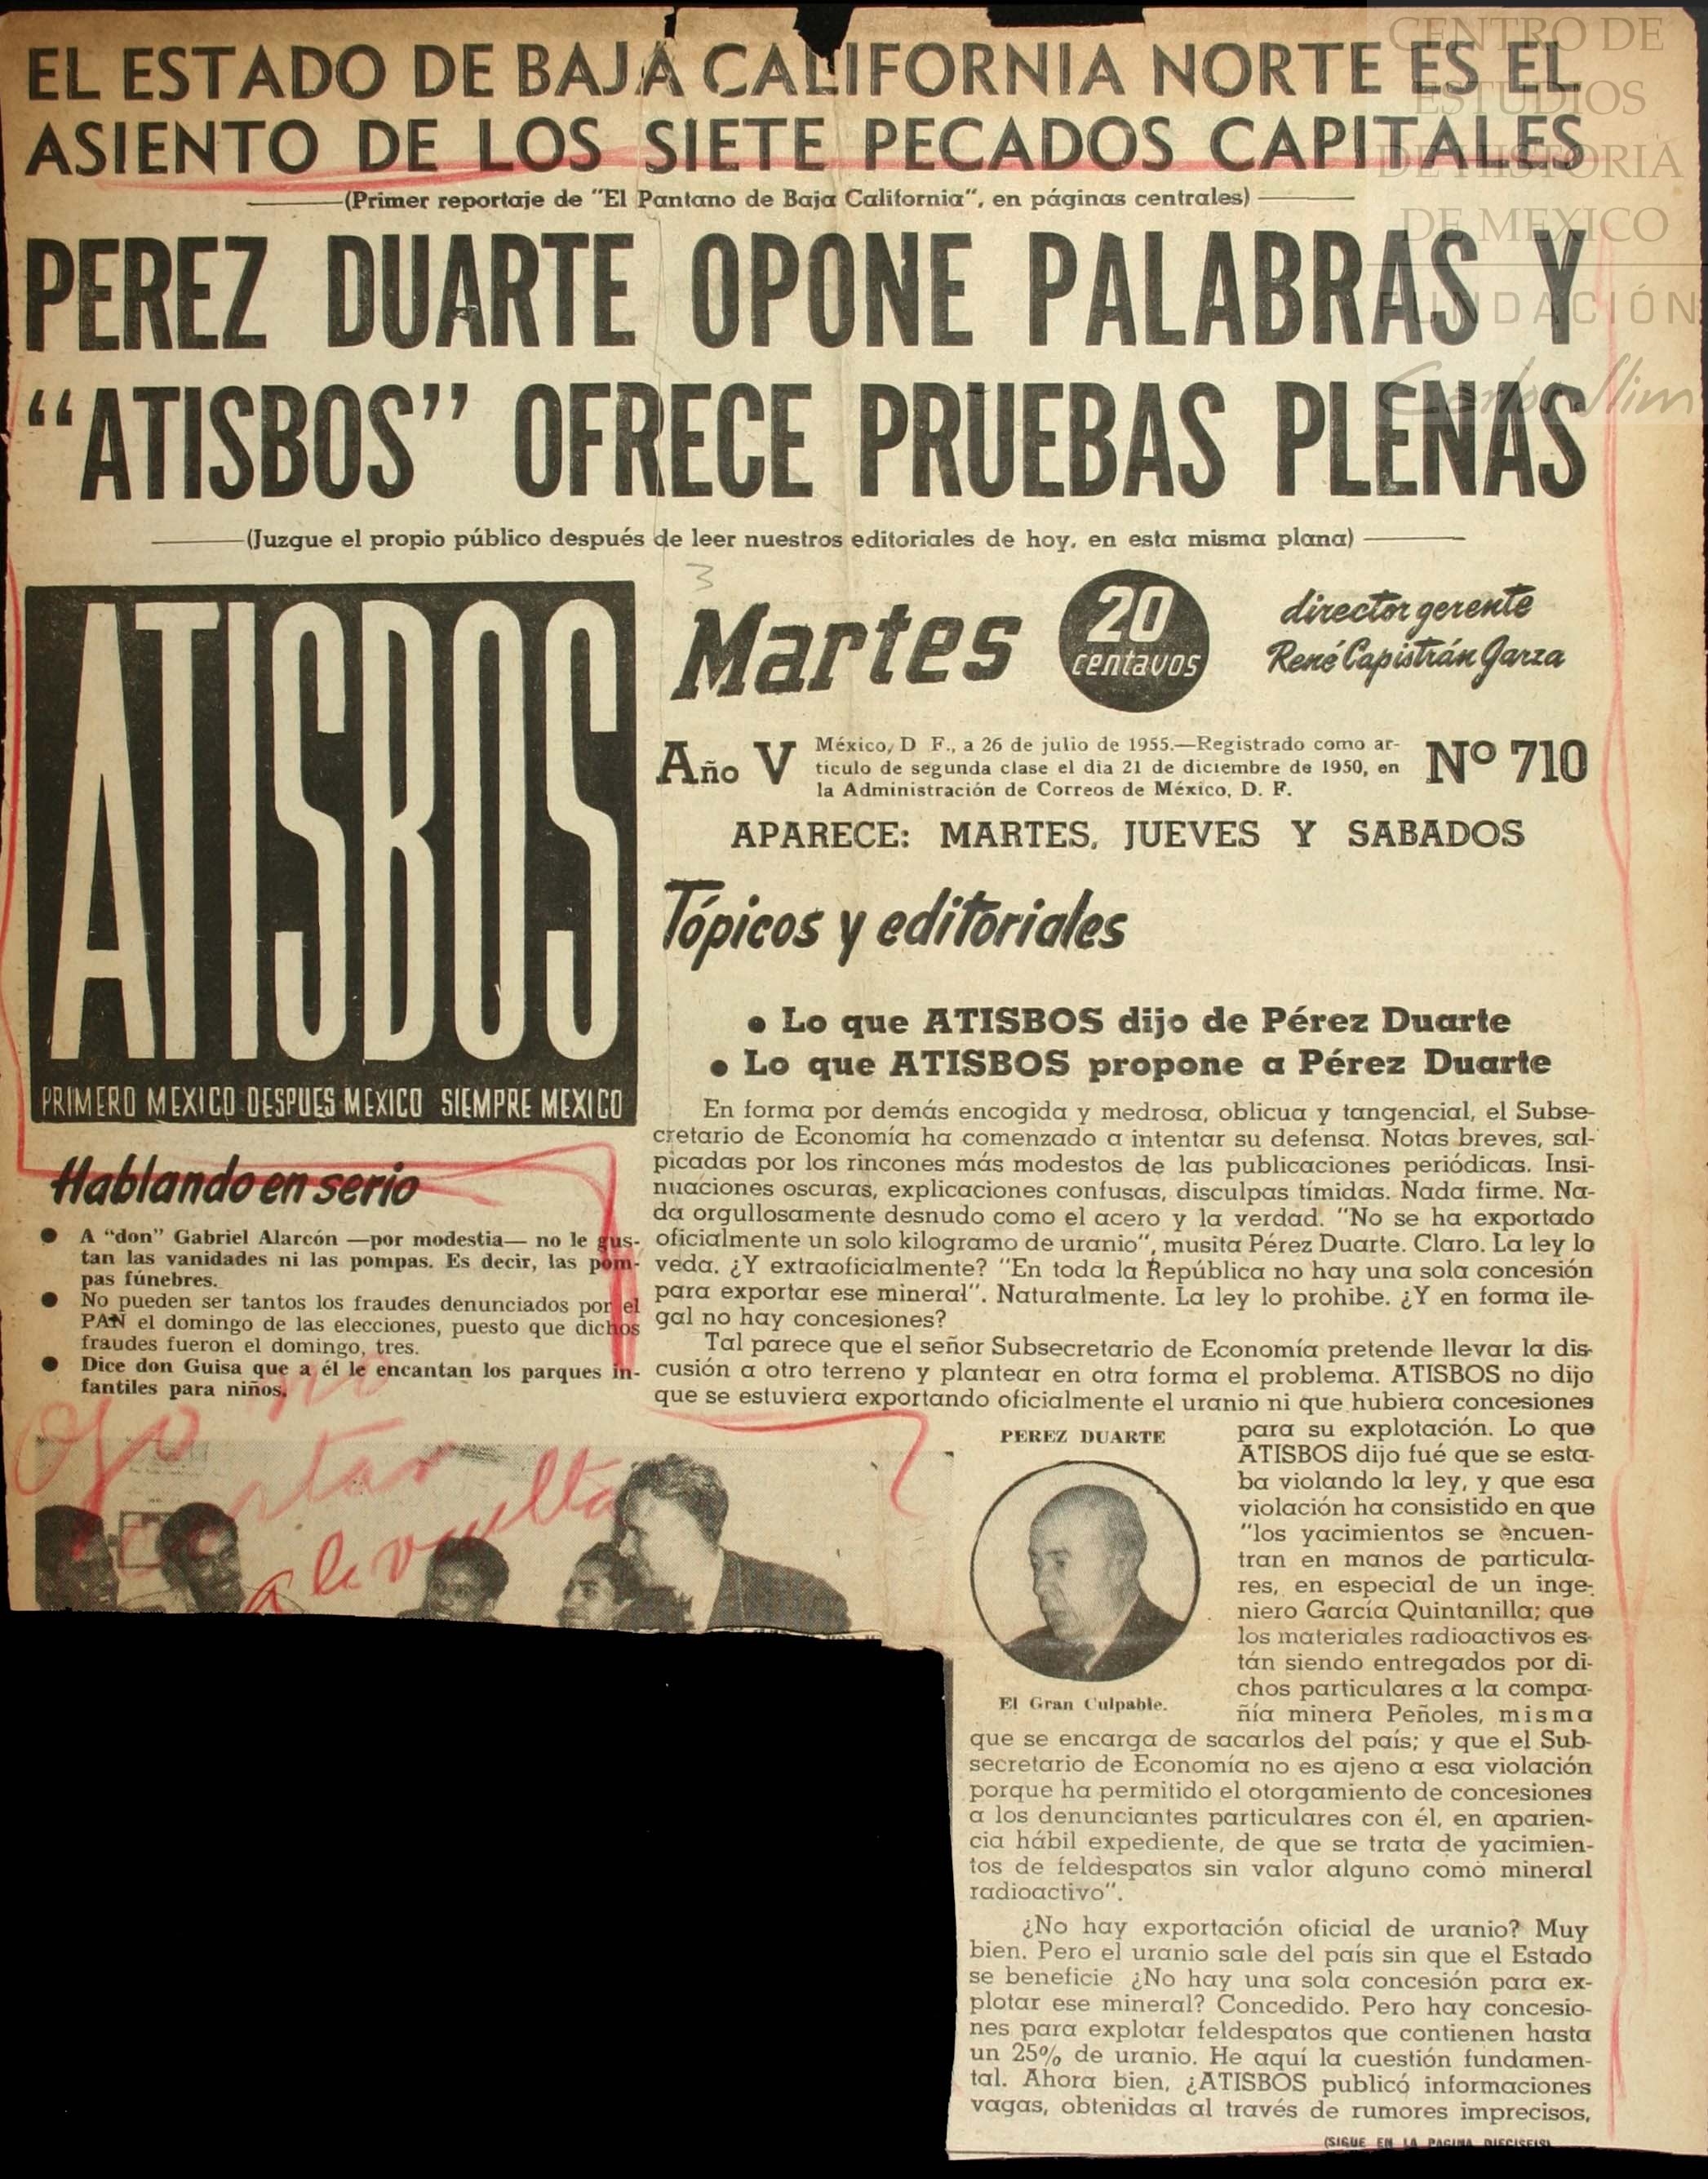 EL ESTADO DE BAJA CALIFORNIA NORTE ES EL
ASIENTO DE LOS SIETE PECADOS CAPITALES
(Primer reportaje de "El Pantano de Baja California", en páginas centrales)
PEREZ DUARTE OPONE PALABRAS Y
"ATISBOS" OFRECE PRUEBAS PLENAS
(Juzgue el propio público después de leer nuestros editoriales de hoy, en esta misma plana)
CENTRO DE
ESTUDIOS
DE HISTORIA
DE MEXICO
FUNDACIÓN
Carlos Slim
ATISBOS
PRIMERO MEXICO DESPUES MEXICO SIEMPRE MEXICO
3
Martes
20
centavos
director gerente
René Capistrán Garza
Año V
México, D F., a 26 de julio de 1955.—Registrado como ar-
tículo de segunda clase el dia 21 de diciembre de 1950, en
la Administración de Correos de México, D. F.
Nº 710
APARECE: MARTES, JUEVES Y SABADOS
Hablando en serio
● A "don" Gabriel Alarcón —por modestia— no le gus-
tan las vanidades ni las pompas. Es decir, las pom-
pas fúnebres.
● No pueden ser tantos los fraudes denunciados por el
PAN el domingo de las elecciones, puesto que dichos
fraudes fueron el domingo, tres.
● Dice don Guisa que a él le encantan los parques in-
fantiles para niños.
Ojo no
cortar
a la vuelta
Tópicos y editoriales
● Lo que ATISBOS dijo de Pérez Duarte
● Lo que ATISBOS propone a Pérez Duarte
En forma por demás encogida y medrosa, oblicua y tangencial, el Subse-
cretario de Economía ha comenzado a intentar su defensa. Notas breves, sal-
picadas por los rincones más modestos de las publicaciones periódicas. Insi-
nuaciones oscuras, explicaciones confusas, disculpas tímidas. Nada firme. Na-
da orgullosamente desnudo como el acero y la verdad. "No se ha exportado
oficialmente un solo kilogramo de uranio", musita Pérez Duarte. Claro. La ley lo
veda. ¿Y extraoficialmente? "En toda la República no hay una sola concesión
para exportar ese mineral". Naturalmente. La ley lo prohibe. ¿Y en forma ile-
gal no hay concesiones?
Tal parece que el señor Subsecretario de Economía pretende llevar la dis-
cusión a otro terreno y plantear en otra forma el problema. ATISBOS no dijo
que se estuviera exportando oficialmente el uranio ni que hubiera concesiones
para su explotación. Lo que
ATISBOS dijo fué que se esta-
ba violando la ley, y que esa
violación ha consistido en que
"los yacimientos se encuen-
tran en manos de particula-
res, en especial de un inge-
niero García Quintanilla; que
los materiales radioactivos es-
tán siendo entregados por di-
chos particulares a la compa-
ñía minera Peñoles, misma
que se encarga de sacarlos del país; y que el Sub-
secretario de Economía no es ajeno a esa violación
porque ha permitido el otorgamiento de concesiones
a los denunciantes particulares con él, en aparien-
cia hábil expediente, de que se trata de yacimien-
tos de feldespatos sin valor alguno como mineral
radioactivo".
¿No hay exportación oficial de uranio? Muy
bien. Pero el uranio sale del país sin que el Estado
se beneficie ¿No hay una sola concesión para ex-
plotar ese mineral? Concedido. Pero hay concesio-
nes para explotar feldespatos que contienen hasta
un 25% de uranio. He aquí la cuestión fundamen-
tal. Ahora bien, ¿ATISBOS publicó informaciones
vagas, obtenidas al través de rumores imprecisos,
(SIGUE EN LA PAGINA DIECISEIS)
PEREZ DUARTE
El Gran Culpable.